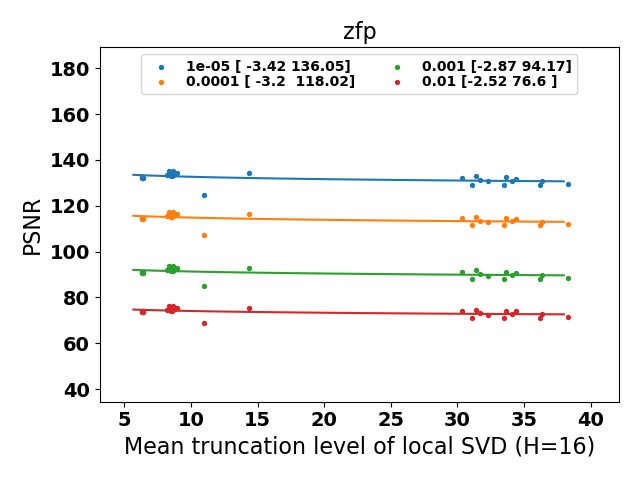 zfp
1e-05 [ -3.42 136.05]
0.0001 [ -3.2  118.02]
0.001 [-2.87 94.17]
0.01 [-2.52 76.6 ]
PSNR
180
160
140
120
100
80
60
40
5 10 15 20 25 30 35 40
Mean truncation level of local SVD (H=16)